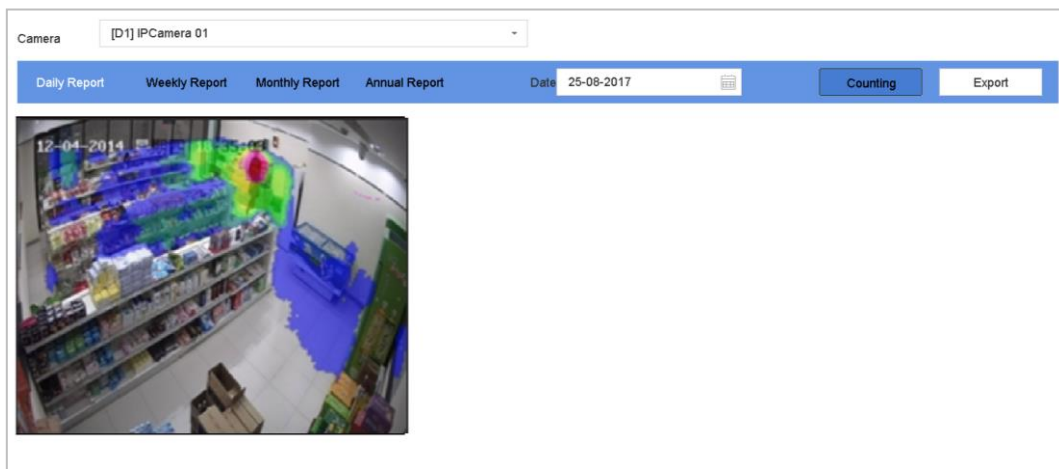 Camera
[D1] IPCamera 01
Daily Report Weekly Report Monthly Report Annual Report Date 25-08-2017 Counting Export
12-04-2014